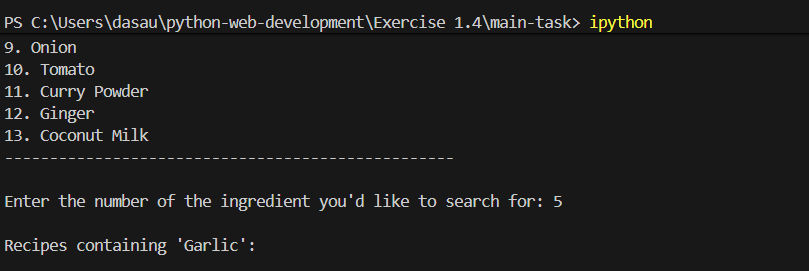 PS C:\Users\dasau\python-web-development\Exercise 1.4\main-task> ipython
9. Onion
10. Tomato
11. Curry Powder
12. Ginger
13. Coconut Milk
--------------------------------------------------
Enter the number of the ingredient you'd like to search for: 5
Recipes containing 'Garlic':